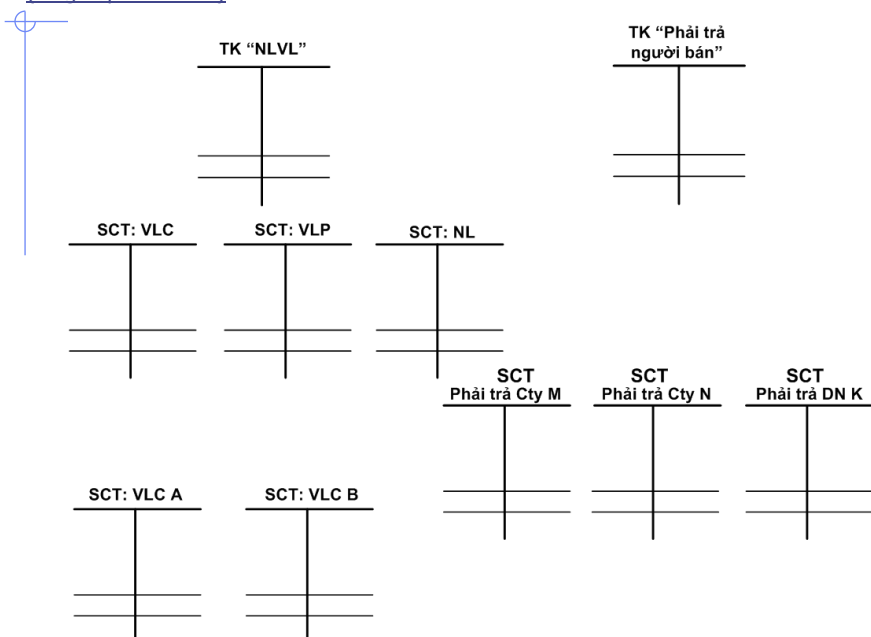 TK “NLVL”
TK “Phải trả
người bán”
SCT: VLC
SCT: VLP
SCT: NL
SCT
Phải trả Cty M
SCT
Phải trả Cty N
SCT
Phải trả DN K
SCT: VLC A
SCT: VLC B